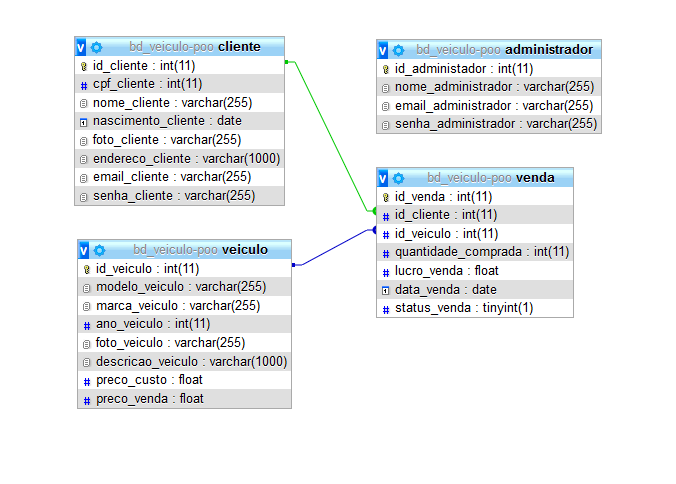 bd_veiculo-poo cliente
id_cliente : int(11)
cpf_cliente : int(11)
nome_cliente : varchar(255)
nascimento_cliente : date
foto_cliente : varchar(255)
endereco_cliente : varchar(1000)
email_cliente : varchar(255)
senha_cliente : varchar(255)
bd_veiculo-poo administrador
id_administador : int(11)
nome_administrador : varchar(255)
email_administrador : varchar(255)
senha_administrador : varchar(255)
bd_veiculo-poo venda
id_venda : int(11)
id_cliente : int(11)
id_veiculo : int(11)
quantidade_comprada : int(11)
lucro_venda : float
data_venda : date
status_venda : tinyint(1)
bd_veiculo-poo veiculo
id_veiculo : int(11)
modelo_veiculo : varchar(255)
marca_veiculo : varchar(255)
ano_veiculo : int(11)
foto_veiculo : varchar(255)
descricao_veiculo : varchar(1000)
preco_custo : float
preco_venda : float